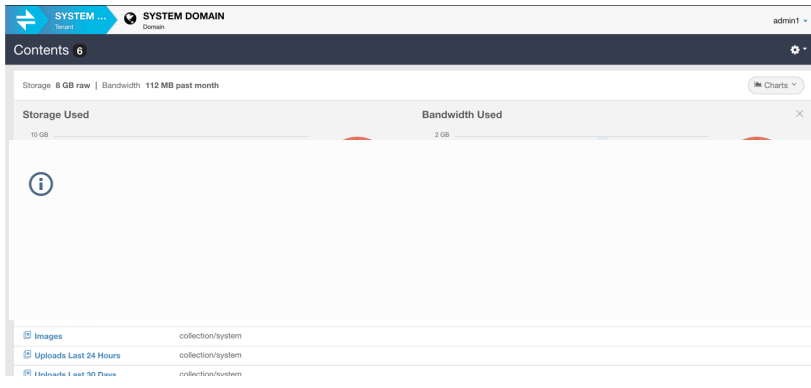 SYSTEM ...
Tenant
SYSTEM DOMAIN
Domain
admin1
Contents 6
Storage 8 GB raw | Bandwidth 112 MB past month
Charts
Storage Used
Bandwidth Used
10 GB
2 GB
Images collection/system
Uploads Last 24 Hours collection/system
Uploads Last 30 Days collection/system